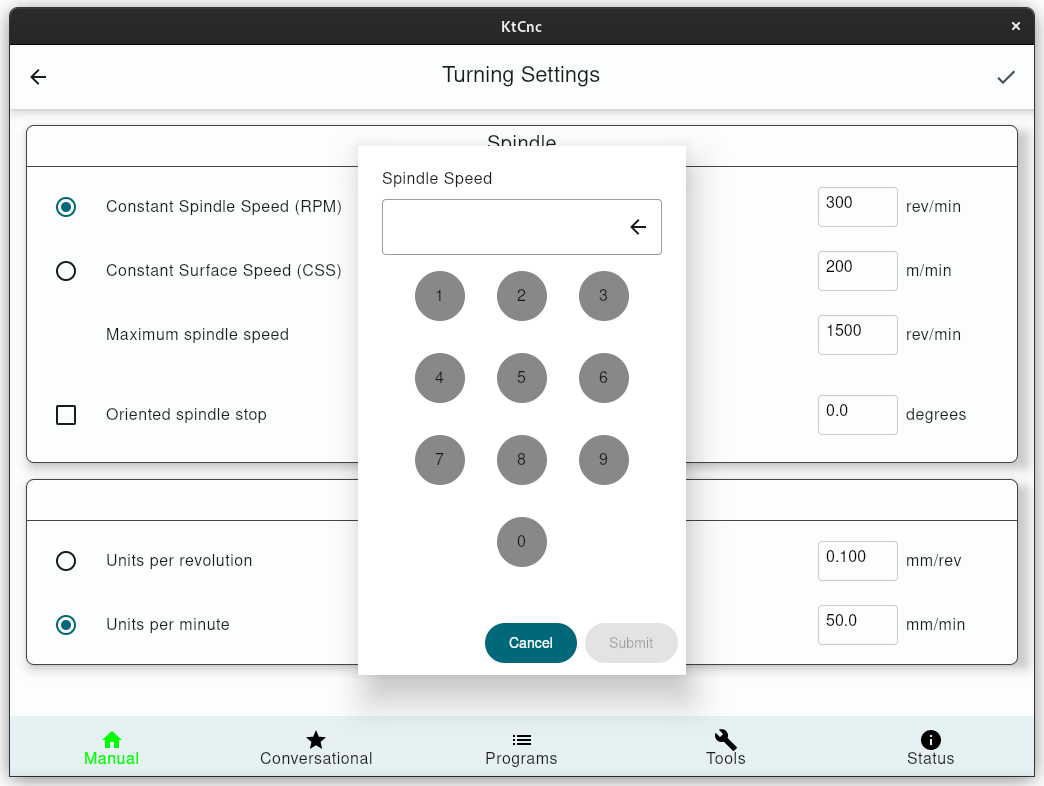 KtCnc
Turning Settings
Spindle
Constant Spindle Speed (RPM)
300 rev/min
Constant Surface Speed (CSS)
200 m/min
Maximum spindle speed
1500 rev/min
Oriented spindle stop
0.0 degrees
Spindle Speed
1 2 3
4 5 6
7 8 9
0
Cancel Submit
Units per revolution
0.100 mm/rev
Units per minute
50.0 mm/min
Manual Conversational Programs Tools Status